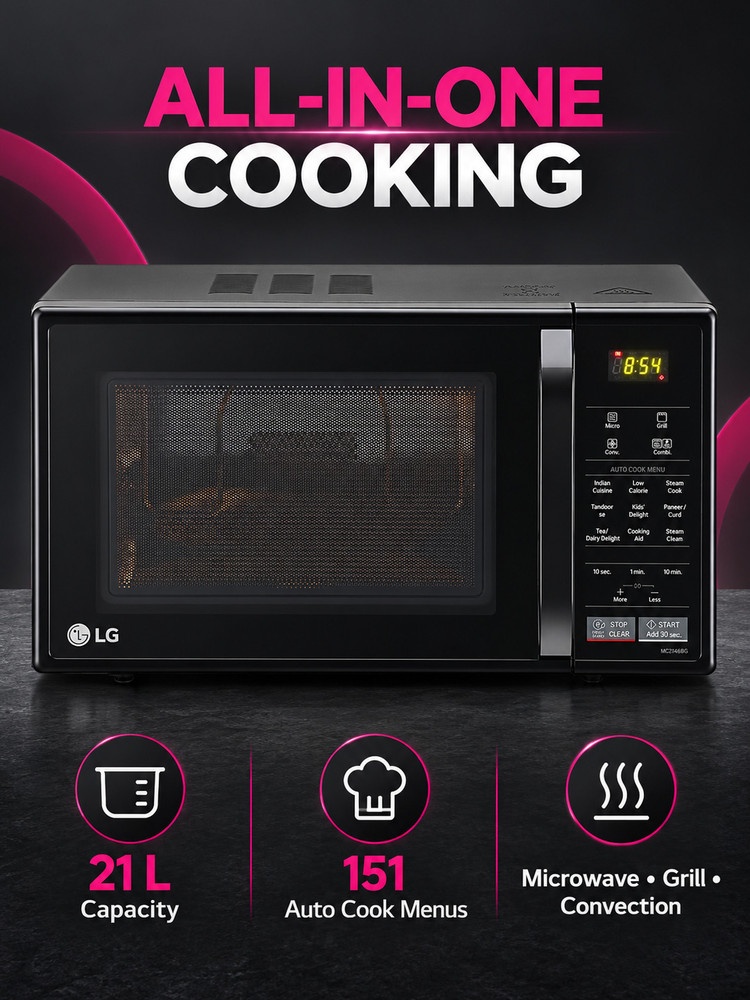 ALL-IN-ONE
COOKING
8:54
Micro Grill
Conv. Combi.
AUTO COOK MENU
Indian Cuisine
Low Calorie
Steam Cook
Tandoor se
Kids' Delight
Paneer/ Curd
Tea/ Dairy Delight
Cooking Aid
Steam Clean
10 sec. 1 min. 10 min.
More Less
STOP CLEAR
START Add 30 sec.
MC2146BG
LG
21 L
Capacity
151
Auto Cook Menus
Microwave • Grill •
Convection